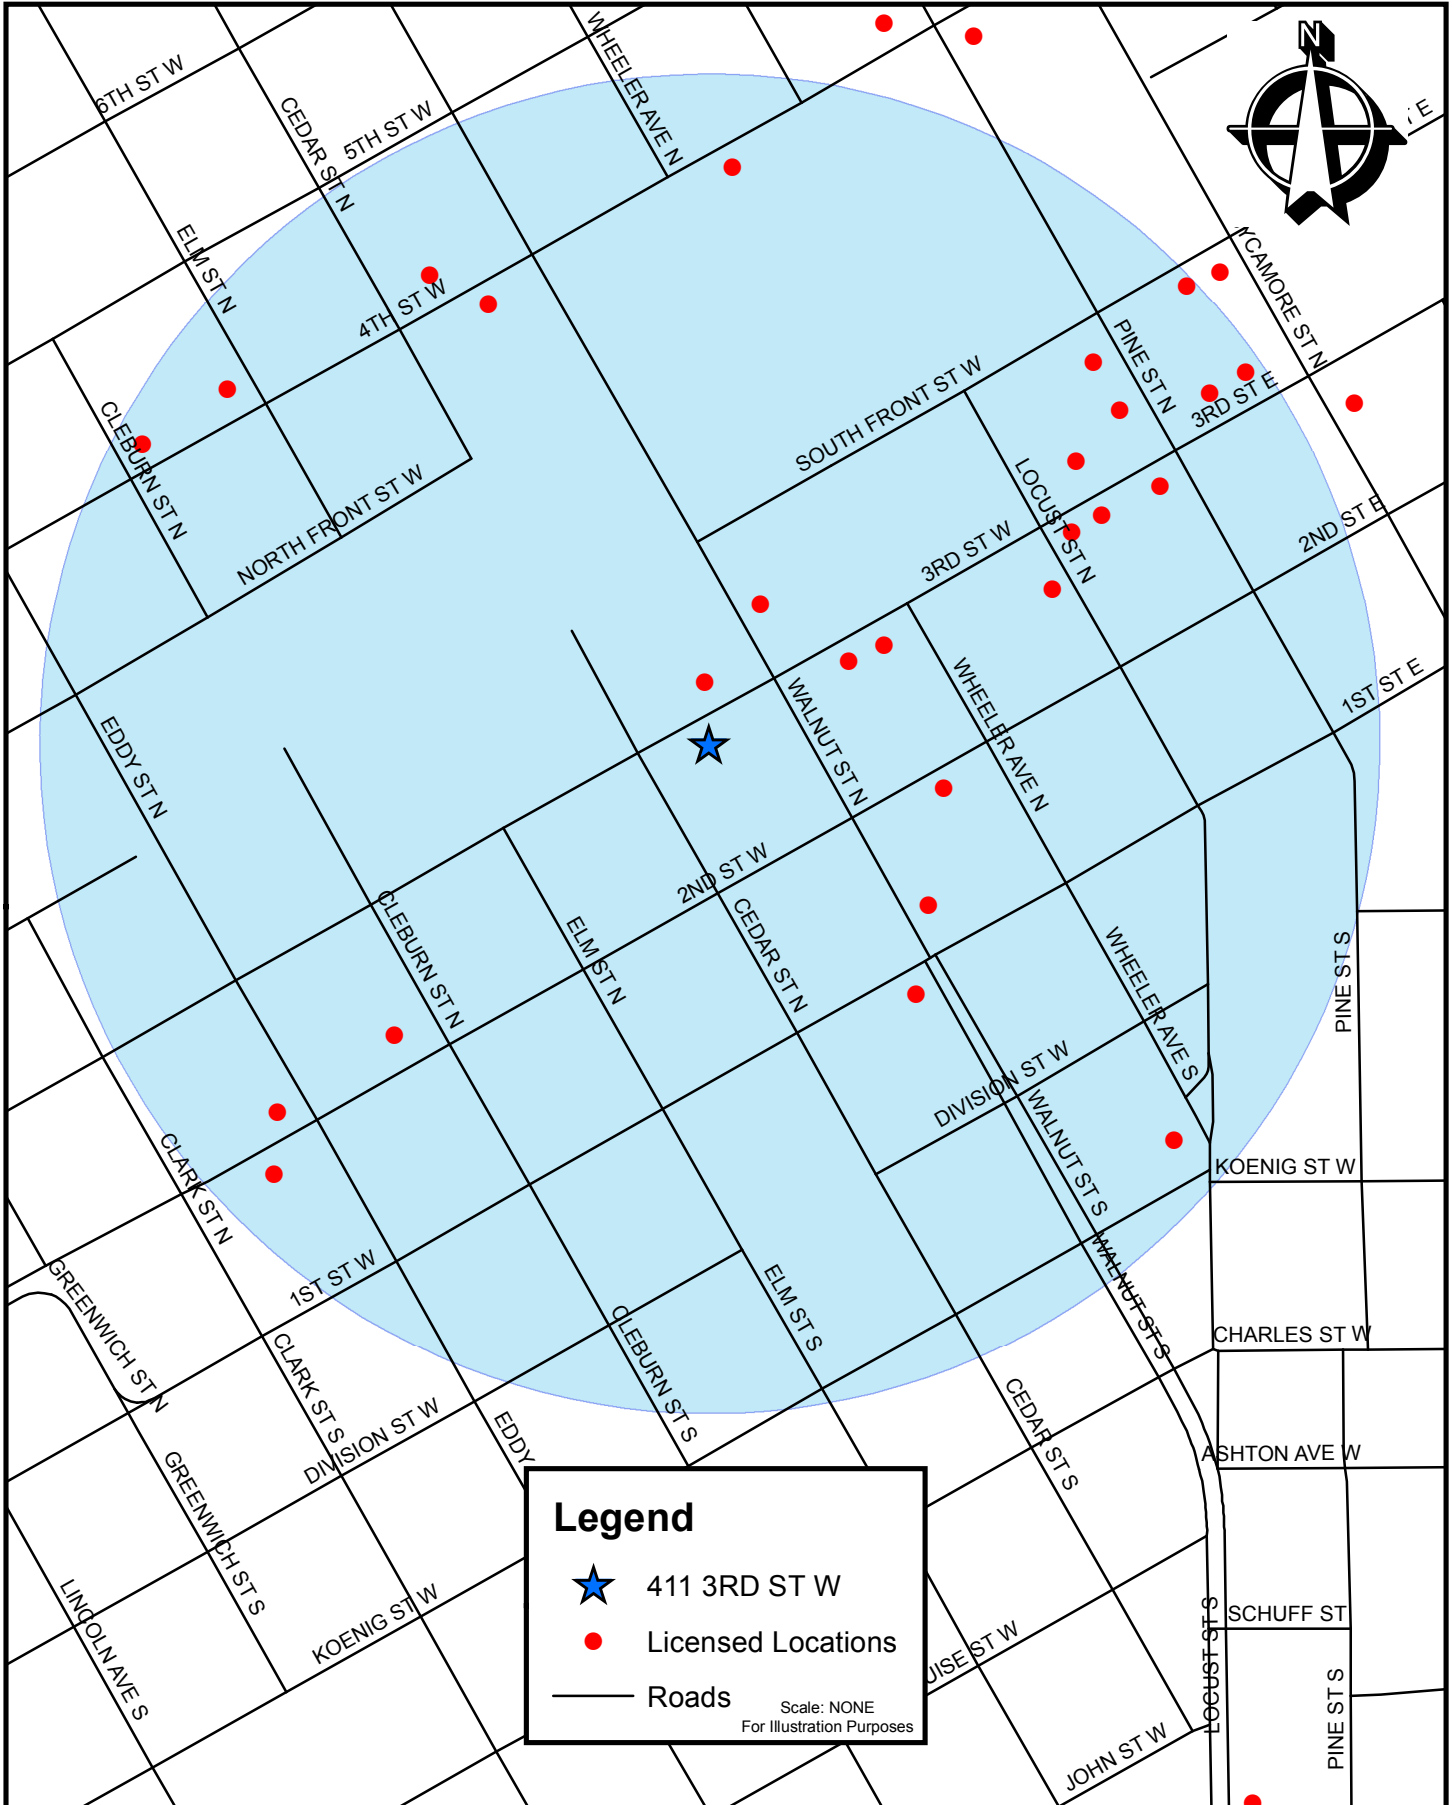 WHEELER AVE N
N
6TH ST W
CEDAR ST N
5TH ST W
T E
ELM ST N
YCAMORE ST N
4TH ST W
PINE ST N
SOUTH FRONT ST W
3RD ST E
CLEBURN ST N
LOCUST ST N
NORTH FRONT ST W
3RD ST W
2ND ST E
WHEELER AVE N
1ST ST E
WALNUT ST N
EDDY ST N
2ND ST W
CLEBURN ST N
ELM ST N
CEDAR ST N
WHEELER AVE S
PINE ST S
DIVISION ST W
WALNUT ST S
CLARK ST N
KOENIG ST W
WALNUT ST S
GREENWICH ST N
1ST ST W
ELM ST S
CLEBURN ST S
CHARLES ST W
CLARK ST S
CEDAR ST S
DIVISION ST W
EDDY
ASHTON AVE W
GREENWICH ST S
Legend
411 3RD ST W
Licensed Locations
Roads
Scale: NONE
For Illustration Purposes
LINCOLN AVE S
KOENIG ST W
UISE ST W
LOCUST ST S
SCHUFF ST
PINE ST S
JOHN ST W